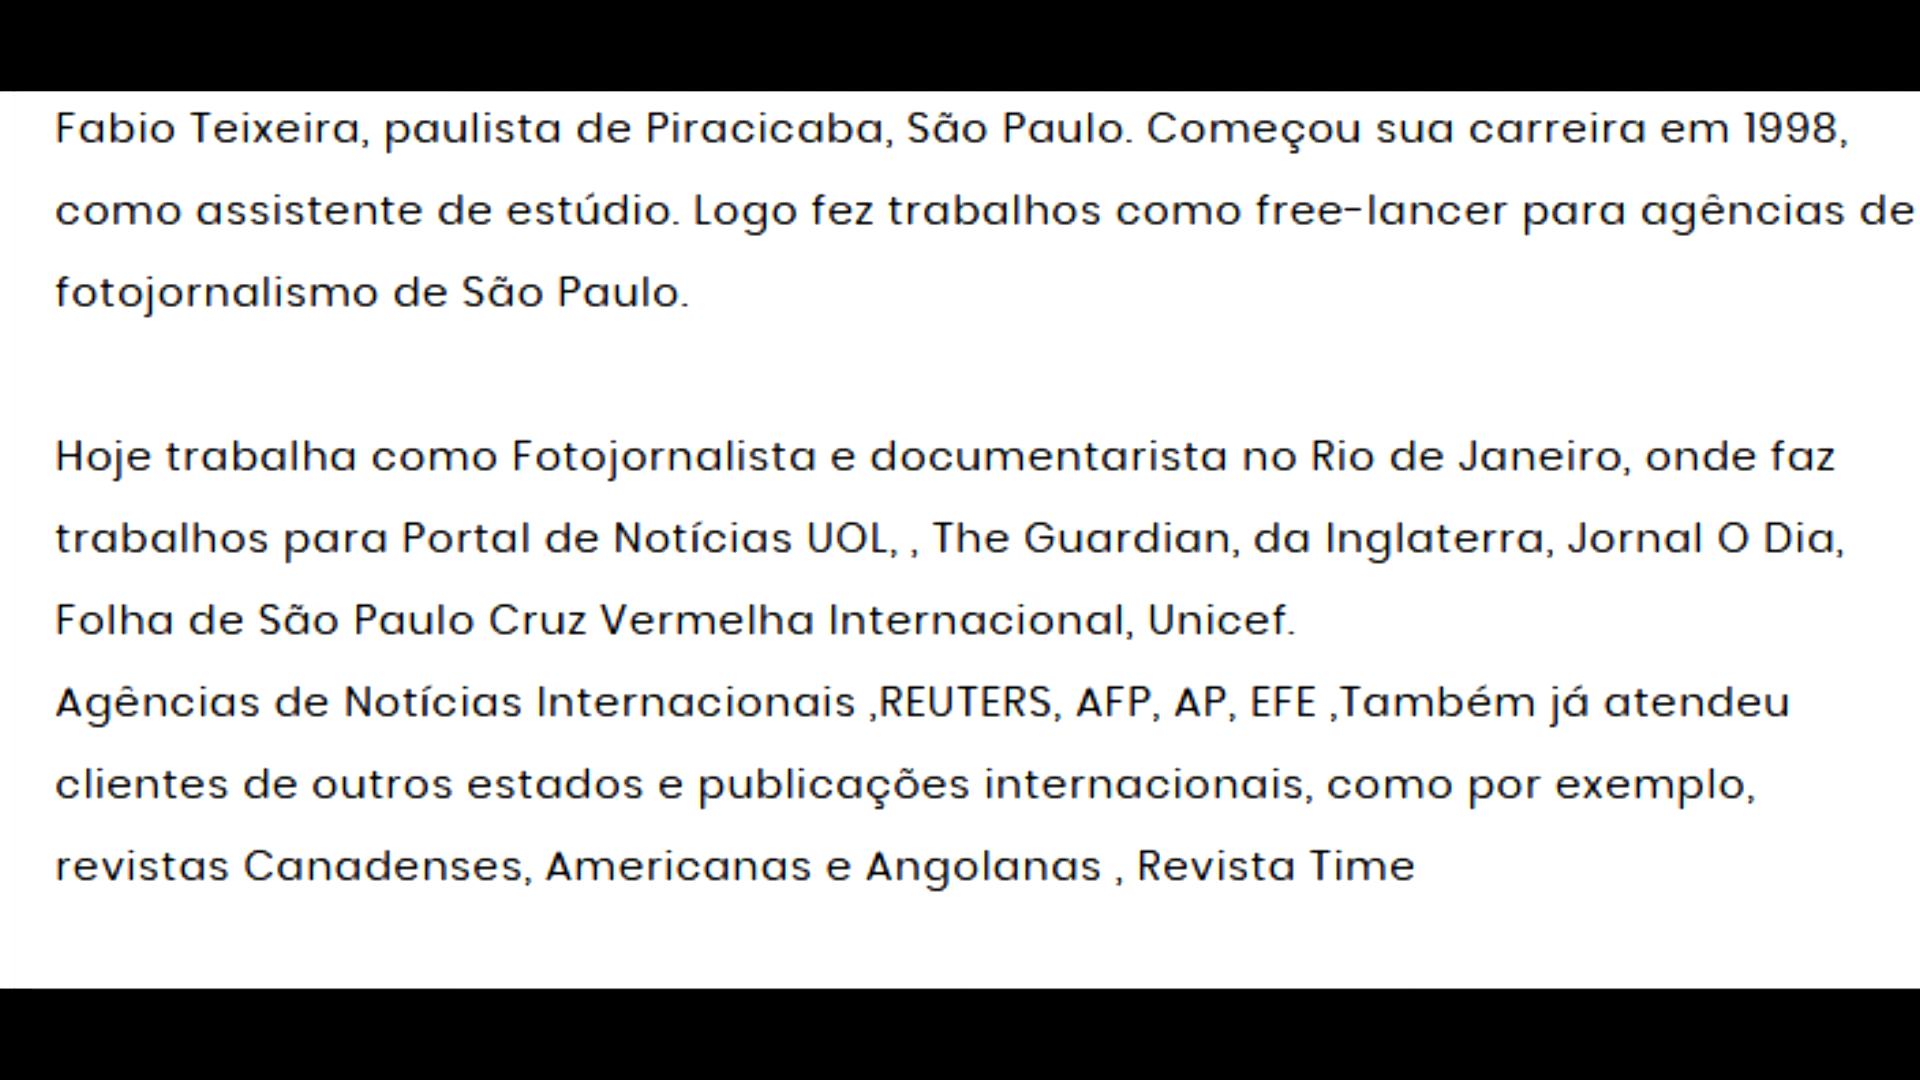 Fabio Teixeira, paulista de Piracicaba, São Paulo. Começou sua carreira em 1998,
como assistente de estúdio. Logo fez trabalhos como free-lancer para agências de
fotojornalismo de São Paulo.
Hoje trabalha como Fotojornalista e documentarista no Rio de Janeiro, onde faz
trabalhos para Portal de Notícias UOL, , The Guardian, da Inglaterra, Jornal O Dia,
Folha de São Paulo Cruz Vermelha Internacional, Unicef.
Agências de Notícias Internacionais ,REUTERS, AFP, AP, EFE ,Também já atendeu
clientes de outros estados e publicações internacionais, como por exemplo,
revistas Canadenses, Americanas e Angolanas , Revista Time